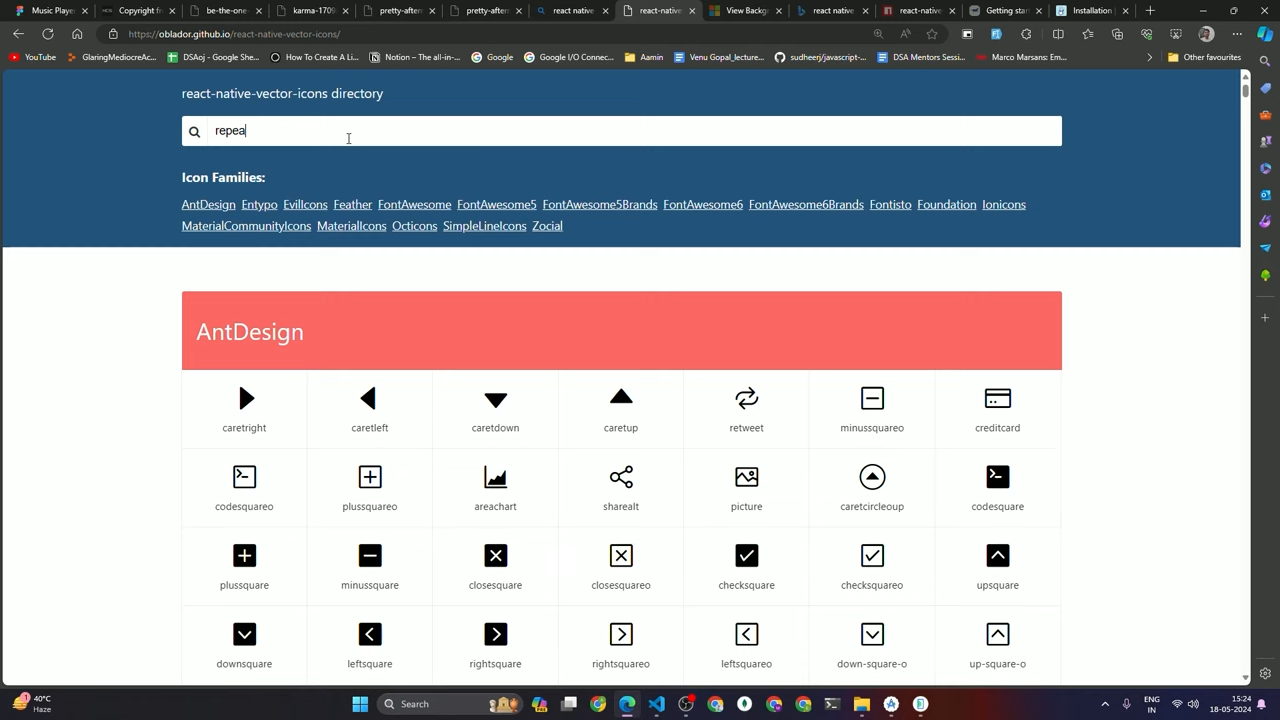 Music Player
Copyright fr
be-the-one-
karma-1709
pretty-after
pretty-after
react native
react-native
View Backg
react native
react-native
Getting start
Installation
https://oblador.github.io/react-native-vector-icons/
YouTube
GlaringMediocreAc...
DSAoj - Google She...
How To Create A Li...
Notion – The all-in-...
Google
Google I/O Connec...
Aamin
Venu Gopal_lecture...
sudheerj/javascript-...
DSA Mentors Sessi...
Marco Marsans: Em...
Other favourites
react-native-vector-icons directory
repea
Icon Families:
AntDesign Entypo EvilIcons Feather FontAwesome FontAwesome5 FontAwesome5Brands FontAwesome6 FontAwesome6Brands Fontisto Foundation Ionicons
MaterialCommunityIcons MaterialIcons Octicons SimpleLineIcons Zocial
AntDesign
caretright caretleft caretdown caretup retweet minussquareo creditcard
codesquareo plussquareo areachart sharealt picture caretcircleoup codesquare
plussquare minussquare closesquare closesquareo checksquare checksquareo upsquare
downsquare leftsquare rightsquare rightsquareo leftsquareo down-square-o up-square-o
40°C
Haze
Search
ENG
IN
15:24
18-05-2024